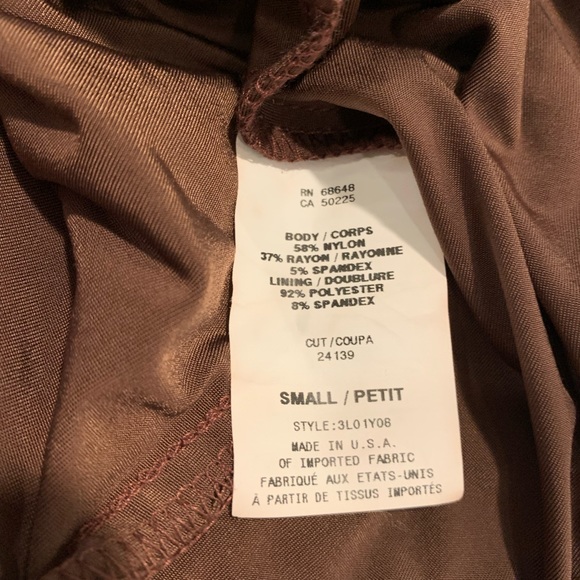 RN 68648
CA 50225
BODY / CORPS
58% NYLON
37% RAYON / RAYONNE
5% SPANDEX
LINING / DOUBLURE
92% POLYESTER
8% SPANDEX
CUT/COUPA
24139
SMALL / PETIT
STYLE:3L01Y08
MADE IN U.S.A.
OF IMPORTED FABRIC
FABRIQUÉ AUX ETATS-UNIS
À PARTIR DE TISSUS IMPORTÉS